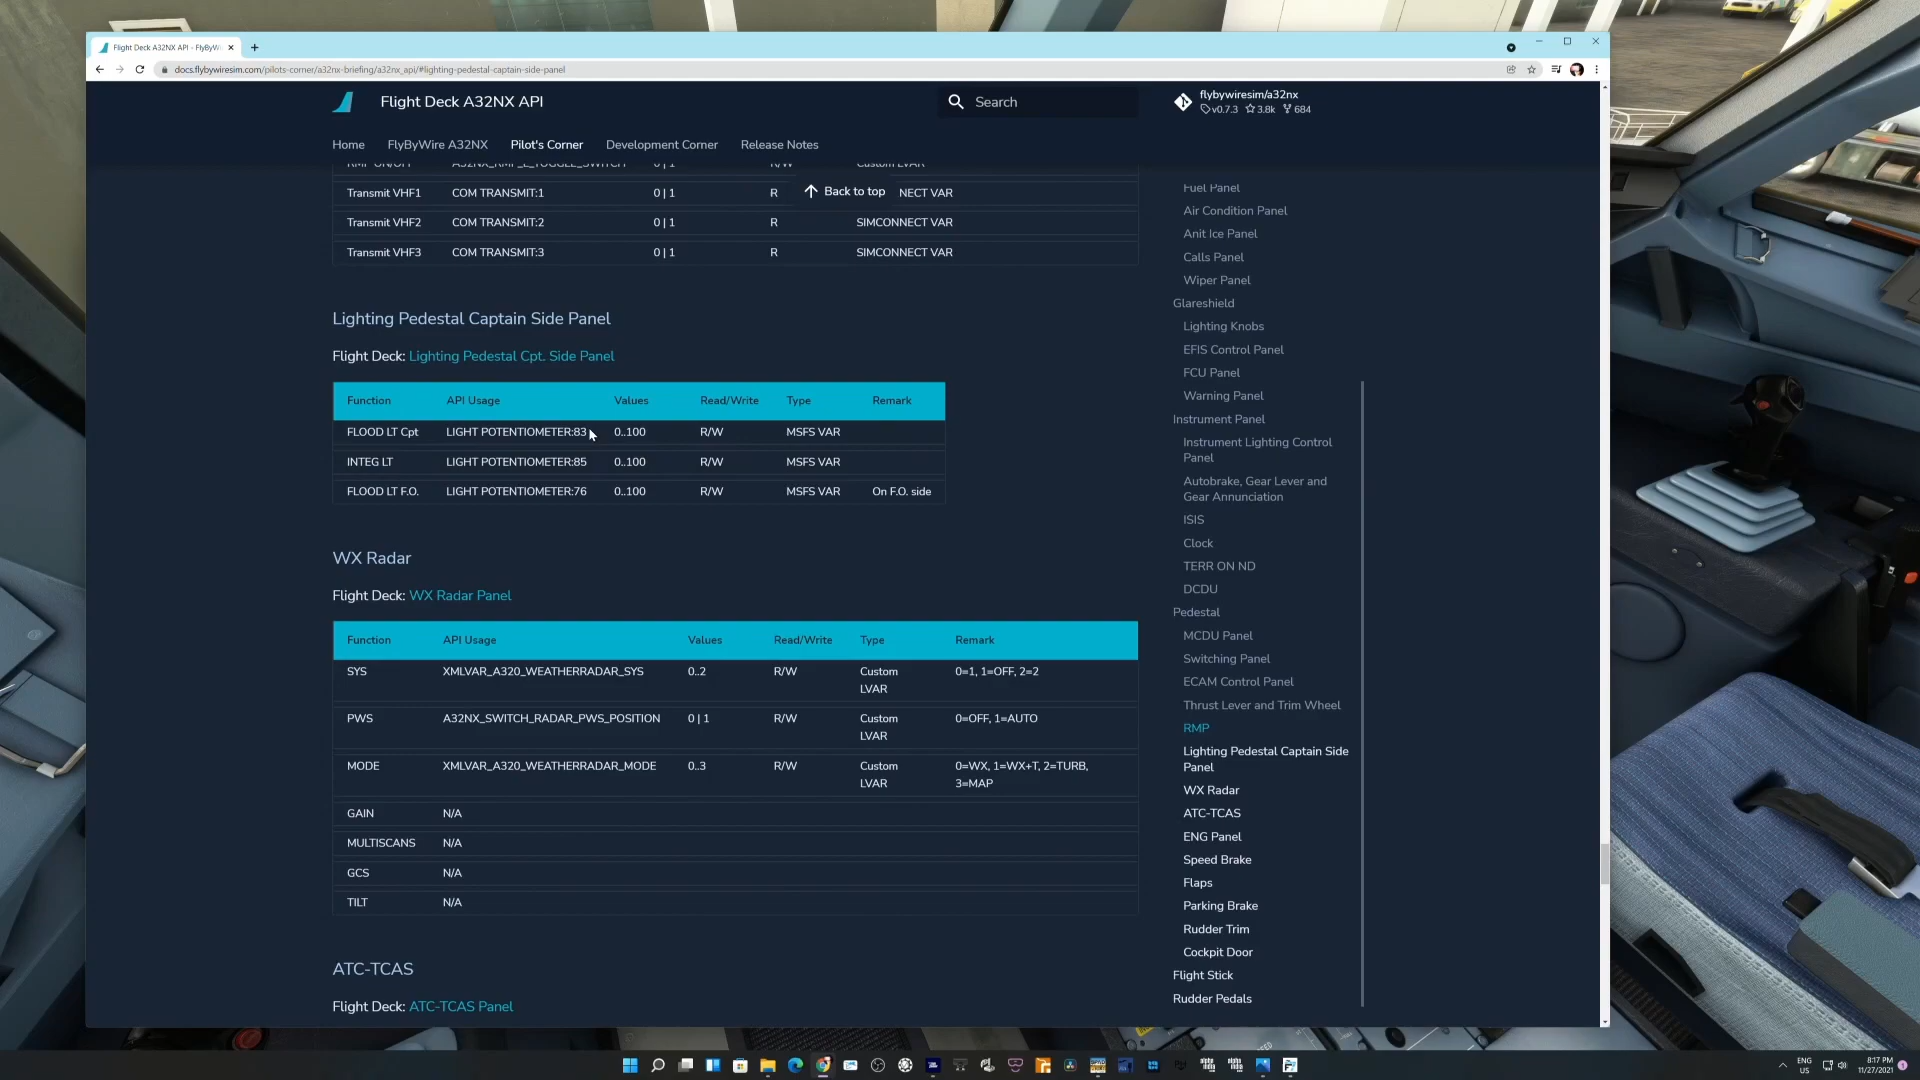 Flight Deck A32NX API - FlyByWi
docs.flybywiresim.com/pilots-corner/a32nx-briefing/a32nx_api/#lighting-pedestal-captain-side-panel
Flight Deck A32NX API
Search
flybywiresim/a32nx
v0.7.3 3.8k 684
Home FlyByWire A32NX Pilot's Corner Development Corner Release Notes
RMP ON/OFF A32NX_RMP_L_TOGGLE_SWITCH 0 | 1 R/W Custom LVAR
Transmit VHF1 COM TRANSMIT:1 0 | 1 R NECT VAR
Back to top
Transmit VHF2 COM TRANSMIT:2 0 | 1 R SIMCONNECT VAR
Transmit VHF3 COM TRANSMIT:3 0 | 1 R SIMCONNECT VAR
Lighting Pedestal Captain Side Panel
Flight Deck: Lighting Pedestal Cpt. Side Panel
Function API Usage Values Read/Write Type Remark
FLOOD LT Cpt LIGHT POTENTIOMETER:83 0..100 R/W MSFS VAR
INTEG LT LIGHT POTENTIOMETER:85 0..100 R/W MSFS VAR
FLOOD LT F.O. LIGHT POTENTIOMETER:76 0..100 R/W MSFS VAR On F.O. side
WX Radar
Flight Deck: WX Radar Panel
Function API Usage Values Read/Write Type Remark
SYS XMLVAR_A320_WEATHERRADAR_SYS 0..2 R/W Custom 0=1, 1=OFF, 2=2
LVAR
PWS A32NX_SWITCH_RADAR_PWS_POSITION 0 | 1 R/W Custom 0=OFF, 1=AUTO
LVAR
MODE XMLVAR_A320_WEATHERRADAR_MODE 0..3 R/W Custom 0=WX, 1=WX+T, 2=TURB,
LVAR 3=MAP
GAIN N/A
MULTISCANS N/A
GCS N/A
TILT N/A
ATC-TCAS
Flight Deck: ATC-TCAS Panel
Fuel Panel
Air Condition Panel
Anit Ice Panel
Calls Panel
Wiper Panel
Glareshield
Lighting Knobs
EFIS Control Panel
FCU Panel
Warning Panel
Instrument Panel
Instrument Lighting Control
Panel
Autobrake, Gear Lever and
Gear Annunciation
ISIS
Clock
TERR ON ND
DCDU
Pedestal
MCDU Panel
Switching Panel
ECAM Control Panel
Thrust Lever and Trim Wheel
RMP
Lighting Pedestal Captain Side
Panel
WX Radar
ATC-TCAS
ENG Panel
Speed Brake
Flaps
Parking Brake
Rudder Trim
Cockpit Door
Flight Stick
Rudder Pedals
ENG
US
8:17 PM
11/27/2021